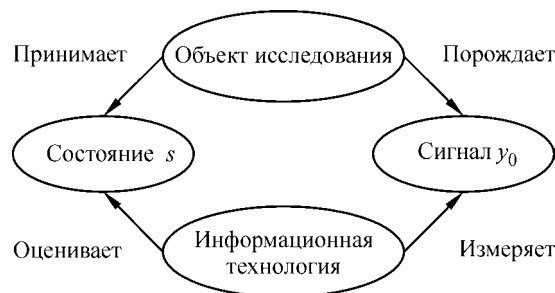 Принимает
Объект исследования
Порождает
Состояние s
Сигнал y₀
Оценивает
Информационная
технология
Измеряет